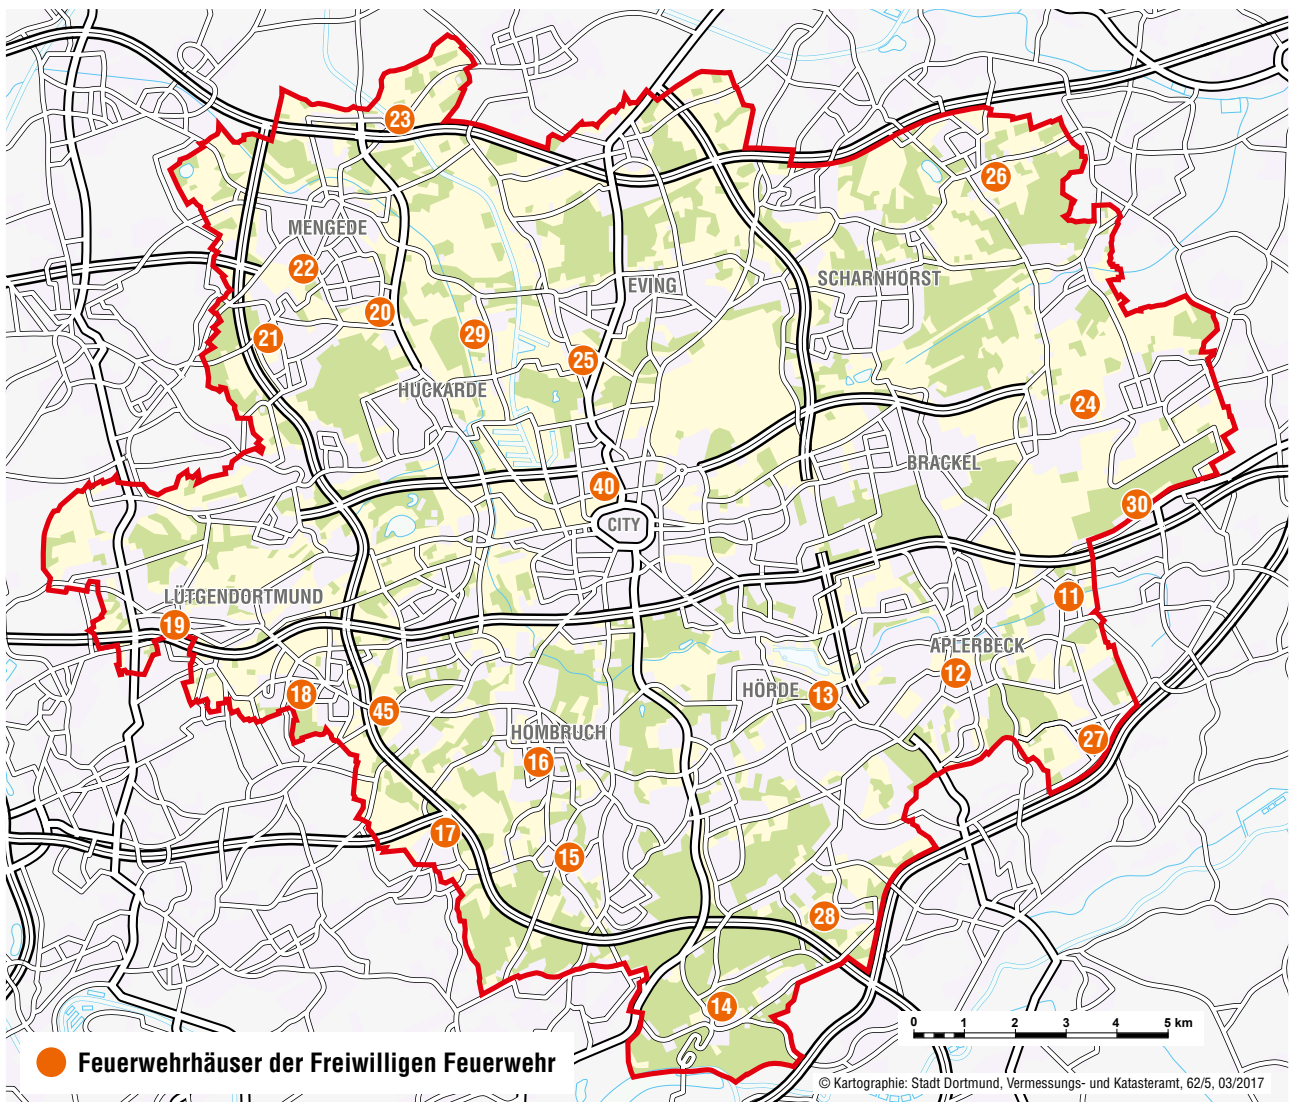 23
26
MENGEDE
22
EVING
SCHARNHORST
20
21
29
25
HUCKARDE
24
BRACKEL
40
30
CITY
LÜTGENDORTMUND
11
19
APLERBECK
12
HÖRDE
13
18
45
HOMBRUCH
27
16
17
15
28
14
0 1 2 3 4 5 km
Feuerwehrhäuser der Freiwilligen Feuerwehr
© Kartographie: Stadt Dortmund, Vermessungs- und Katasteramt, 62/5, 03/2017